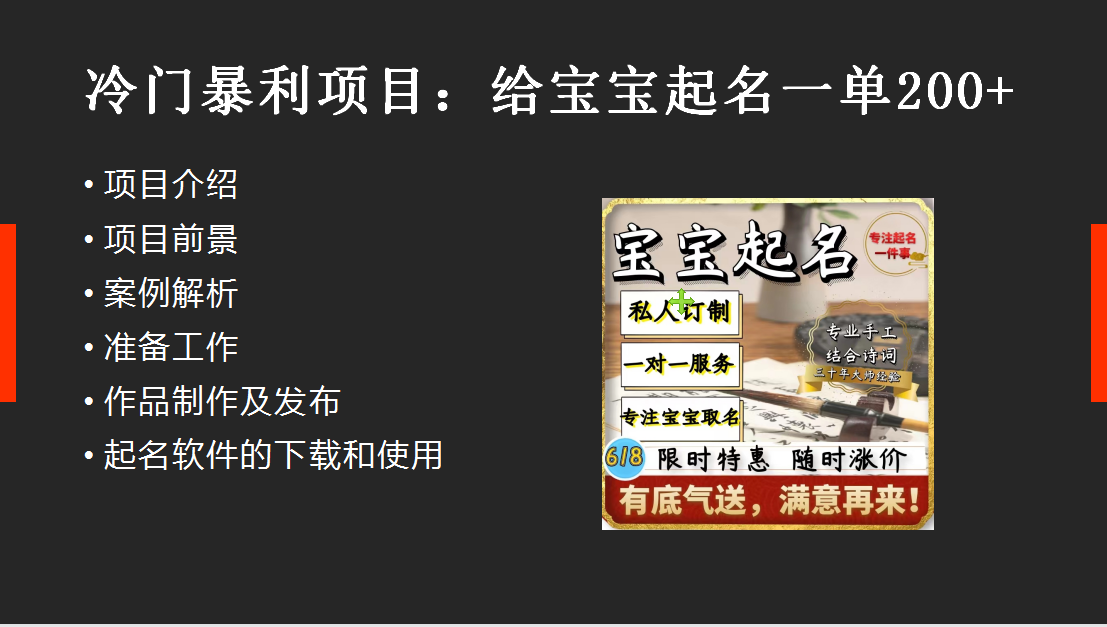 冷门暴利项目：给宝宝起名一单200+
• 项目介绍
• 项目前景
• 案例解析
• 准备工作
• 作品制作及发布
• 起名软件的下载和使用
宝宝起名
专注起名
一件事
私人订制
一对一服务
专注宝宝取名
专业手工
结合诗词
三十年大师经验
6/8
限时特惠 随时涨价
有底气送，满意再来！